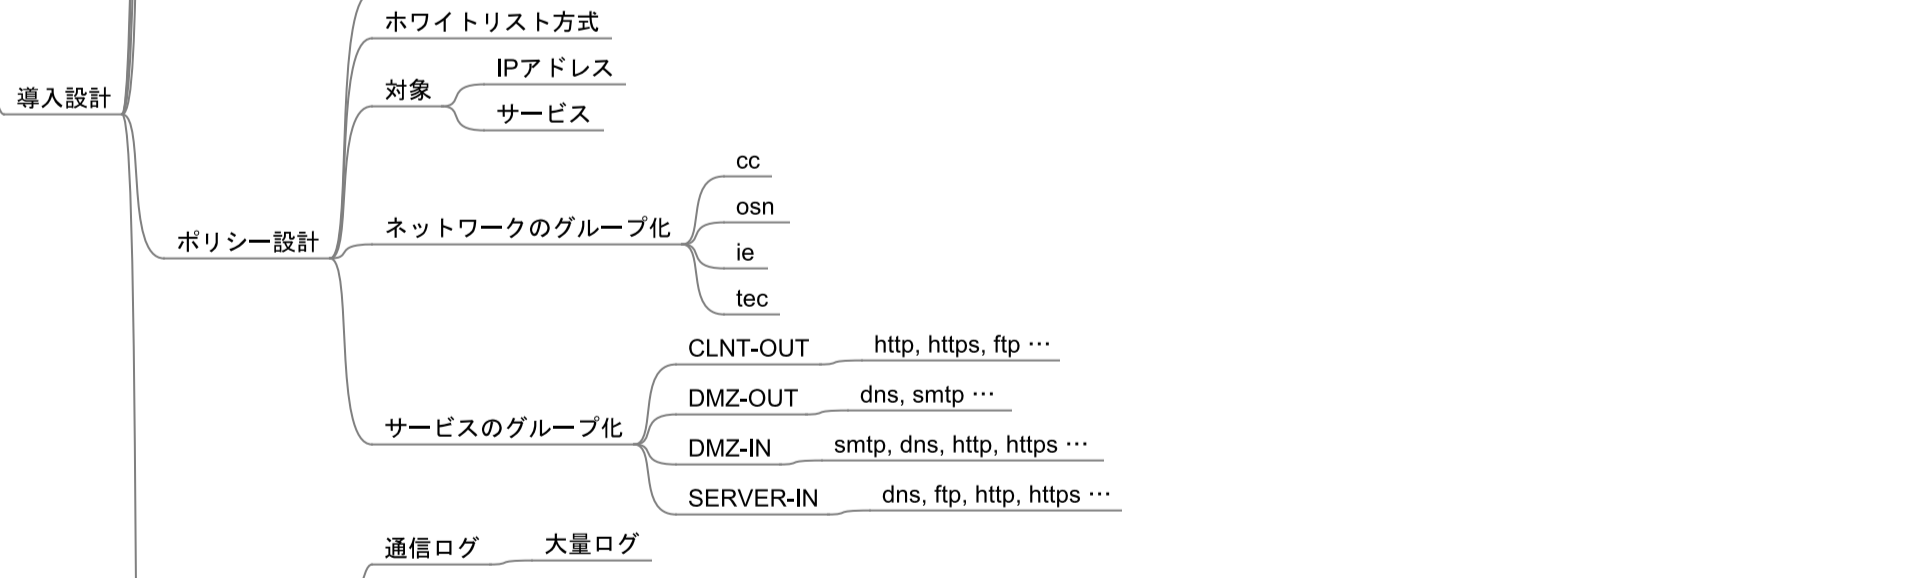 ホワイトリスト方式
IPアドレス
対象
導入設計
サービス
cc
osn
ネットワークのグループ化
ポリシー設計
ie
tec
CLNT-OUT http, https, ftp …
DMZ-OUT dns, smtp …
サービスのグループ化
DMZ-IN smtp, dns, http, https …
SERVER-IN dns, ftp, http, https …
通信ログ 大量ログ